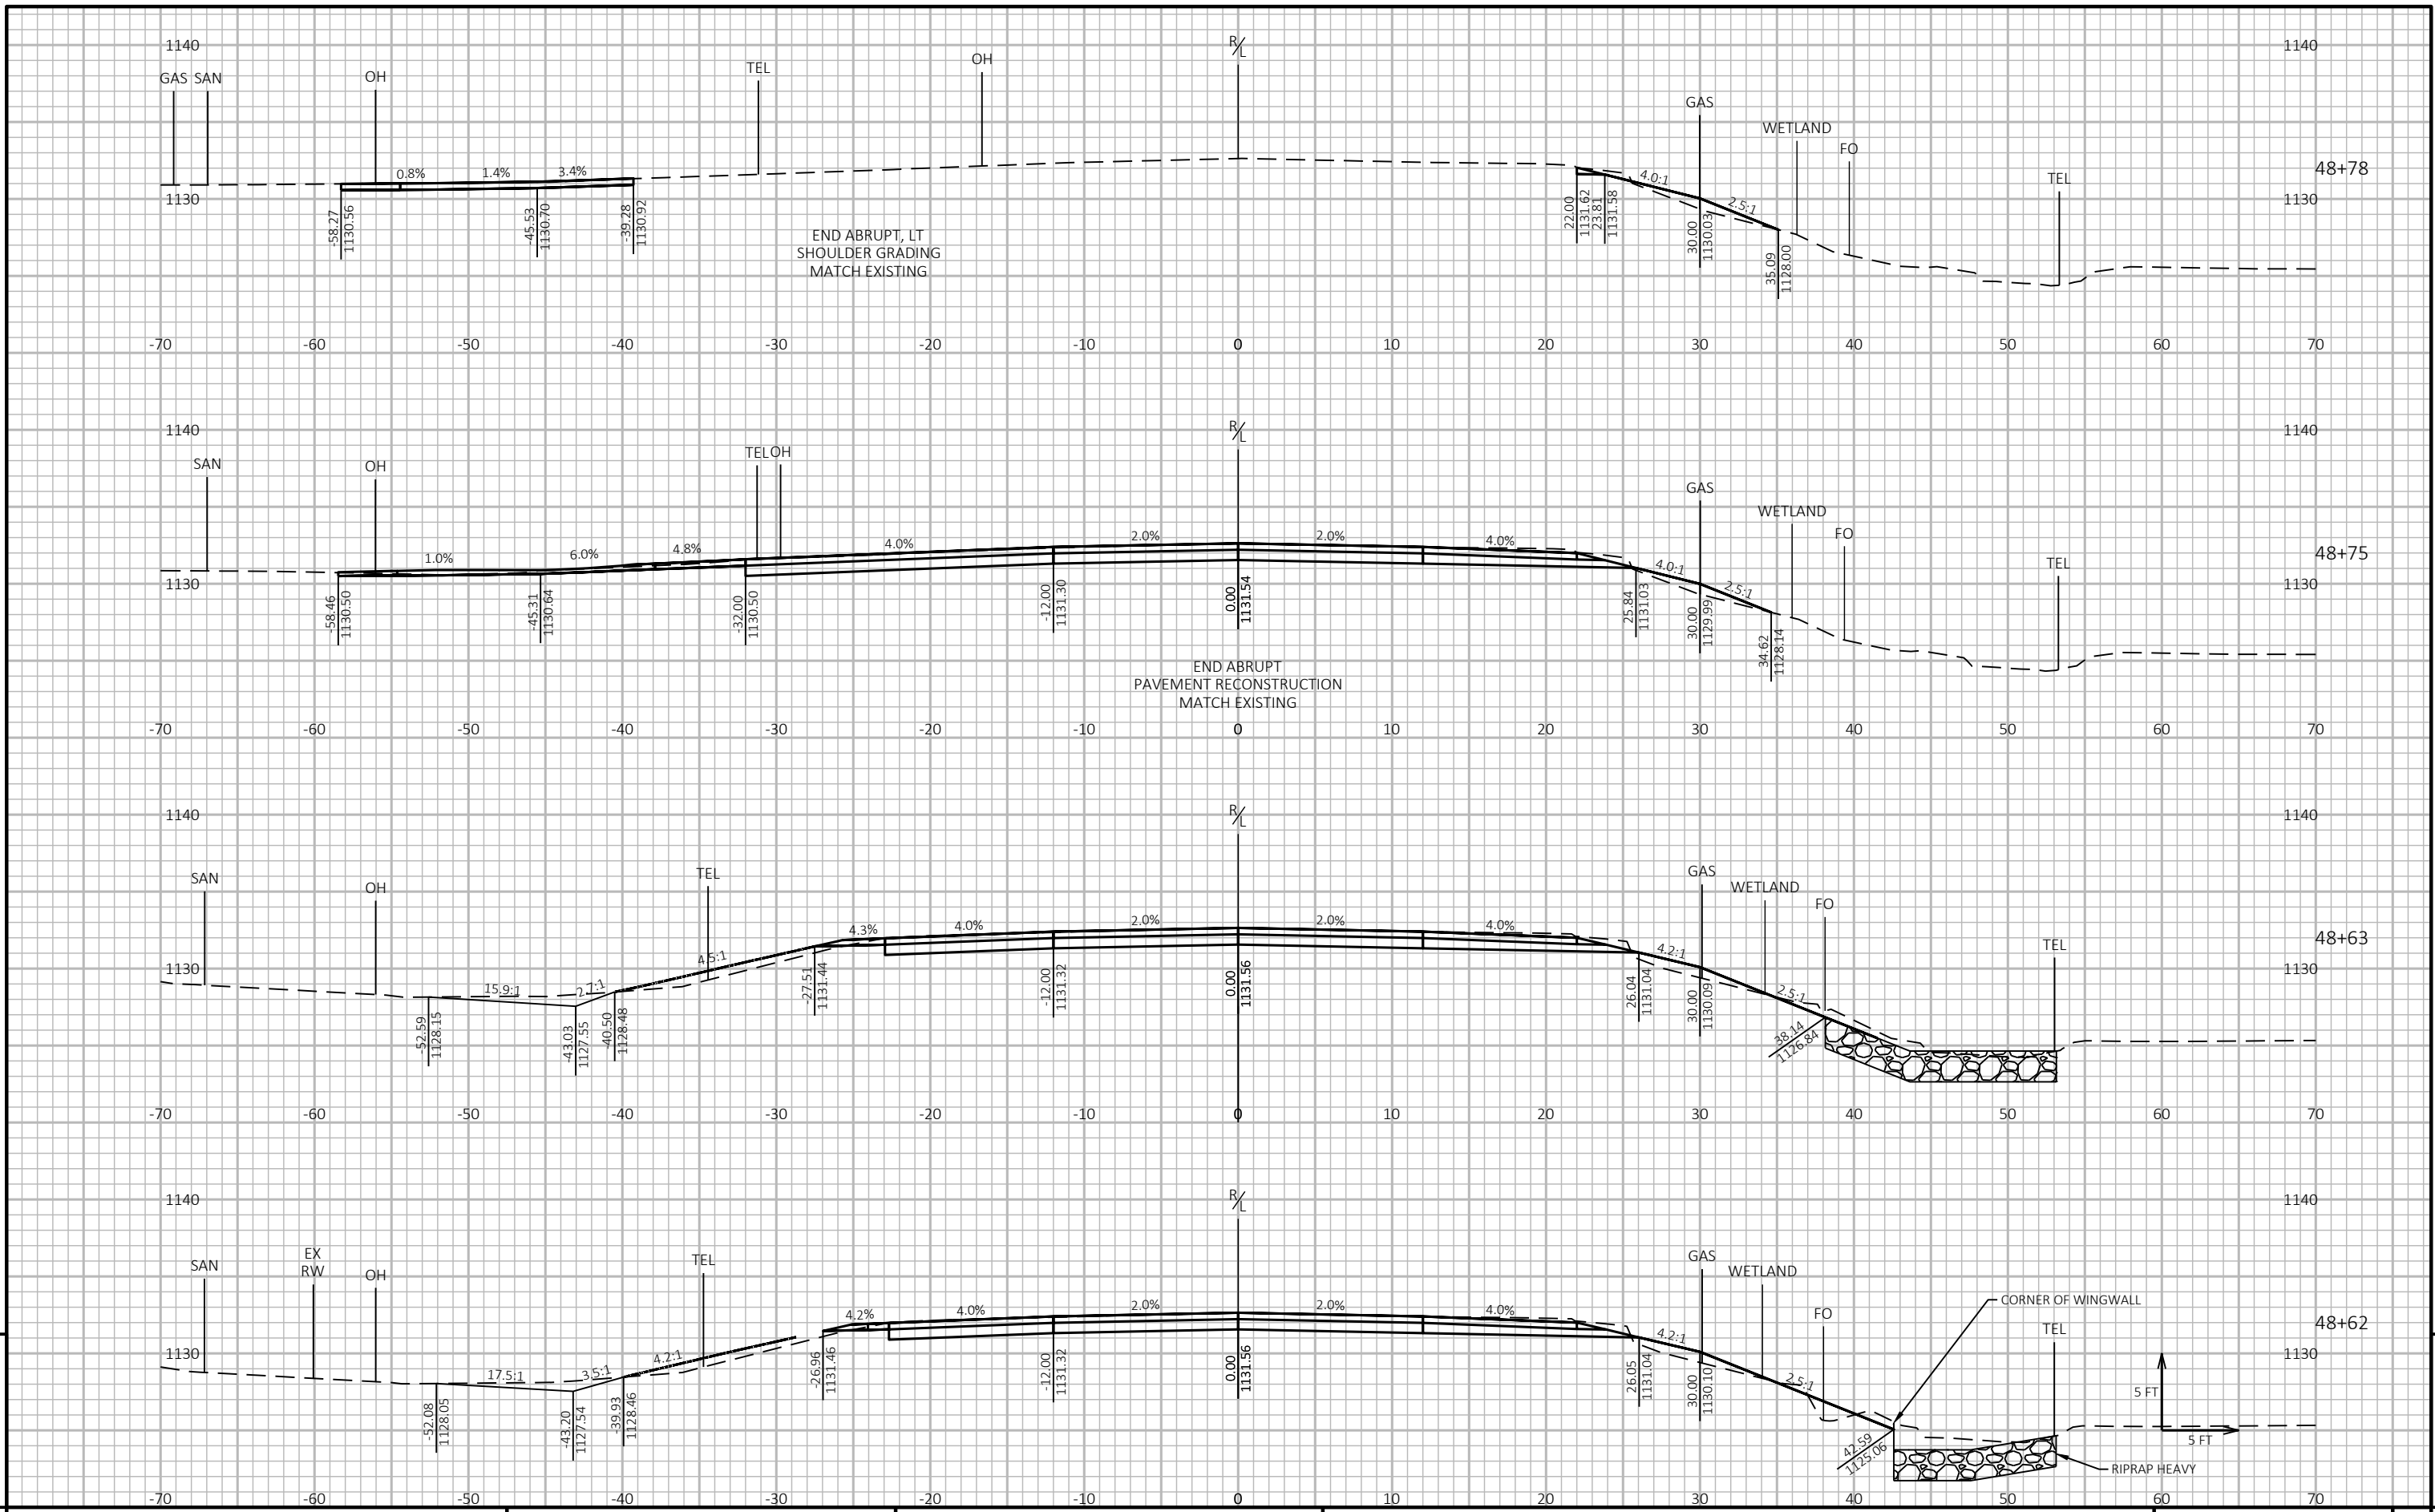 1140
R/L
1140
GAS SAN
OH
TEL
OH
GAS
WETLAND
FO
TEL
48+78
0.8%
1.4%
3.4%
4.0:1
2.5:1
1130
1130
-58.27
1130.56
-45.53
1130.70
-39.28
1130.92
22.00
1131.62
23.81
1131.58
30.00
1130.03
35.09
1128.00
END ABRUPT, LT
SHOULDER GRADING
MATCH EXISTING
-70 -60 -50 -40 -30 -20 -10 0 10 20 30 40 50 60 70
1140
R/L
1140
SAN
OH
TEL OH
GAS
WETLAND
FO
TEL
48+75
1.0%
6.0%
4.8%
4.0%
2.0%
2.0%
4.0%
4.0:1
2.5:1
1130
1130
-58.46
1130.50
-45.31
1130.64
-32.00
1130.50
-12.00
1131.30
0.00
1131.54
25.84
1131.03
30.00
1129.99
34.62
1128.14
END ABRUPT
PAVEMENT RECONSTRUCTION
MATCH EXISTING
-70 -60 -50 -40 -30 -20 -10 0 10 20 30 40 50 60 70
1140
R/L
1140
SAN
OH
TEL
GAS
WETLAND
FO
TEL
48+63
15.9:1
2.7:1
4.5:1
4.3%
4.0%
2.0%
2.0%
4.0%
4.2:1
2.5:1
1130
1130
-52.59
1128.15
-43.03
1127.55
-40.50
1128.48
-27.51
1131.44
-12.00
1131.32
0.00
1131.56
26.04
1131.04
30.00
1130.09
38.14
1126.84
-70 -60 -50 -40 -30 -20 -10 0 10 20 30 40 50 60 70
1140
R/L
1140
SAN
EX
RW
OH
TEL
GAS
WETLAND
FO
CORNER OF WINGWALL
TEL
48+62
17.5:1
3.5:1
4.2:1
4.2%
4.0%
2.0%
2.0%
4.0%
4.2:1
2.5:1
1130
1130
-52.08
1128.05
-43.20
1127.54
-39.93
1128.46
-26.96
1131.46
-12.00
1131.32
0.00
1131.56
26.05
1131.04
30.00
1130.10
42.59
1125.06
5 FT
5 FT
RIPRAP HEAVY
-70 -60 -50 -40 -30 -20 -10 0 10 20 30 40 50 60 70